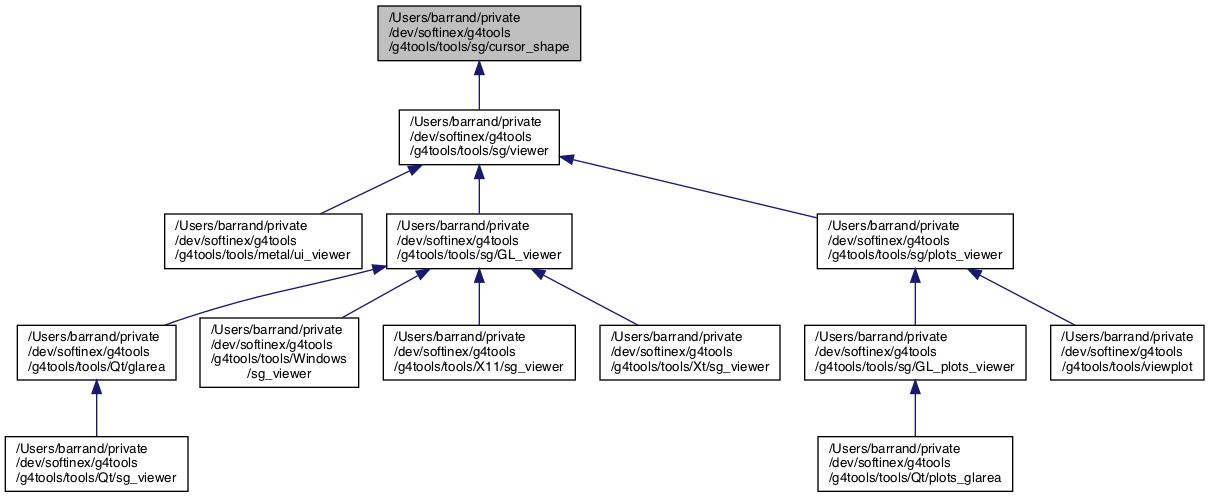 /Users/barrand/private
/dev/softinex/g4tools
/g4tools/tools/sg/cursor_shape
/Users/barrand/private
/dev/softinex/g4tools
/g4tools/tools/sg/viewer
/Users/barrand/private
/dev/softinex/g4tools
/g4tools/tools/metal/ui_viewer
/Users/barrand/private
/dev/softinex/g4tools
/g4tools/tools/sg/GL_viewer
/Users/barrand/private
/dev/softinex/g4tools
/g4tools/tools/sg/plots_viewer
/Users/barrand/private
/dev/softinex/g4tools
/g4tools/tools/Qt/glarea
/Users/barrand/private
/dev/softinex/g4tools
/g4tools/tools/Windows
/sg_viewer
/Users/barrand/private
/dev/softinex/g4tools
/g4tools/tools/X11/sg_viewer
/Users/barrand/private
/dev/softinex/g4tools
/g4tools/tools/Xt/sg_viewer
/Users/barrand/private
/dev/softinex/g4tools
/g4tools/tools/sg/GL_plots_viewer
/Users/barrand/private
/dev/softinex/g4tools
/g4tools/tools/viewplot
/Users/barrand/private
/dev/softinex/g4tools
/g4tools/tools/Qt/sg_viewer
/Users/barrand/private
/dev/softinex/g4tools
/g4tools/tools/Qt/plots_glarea